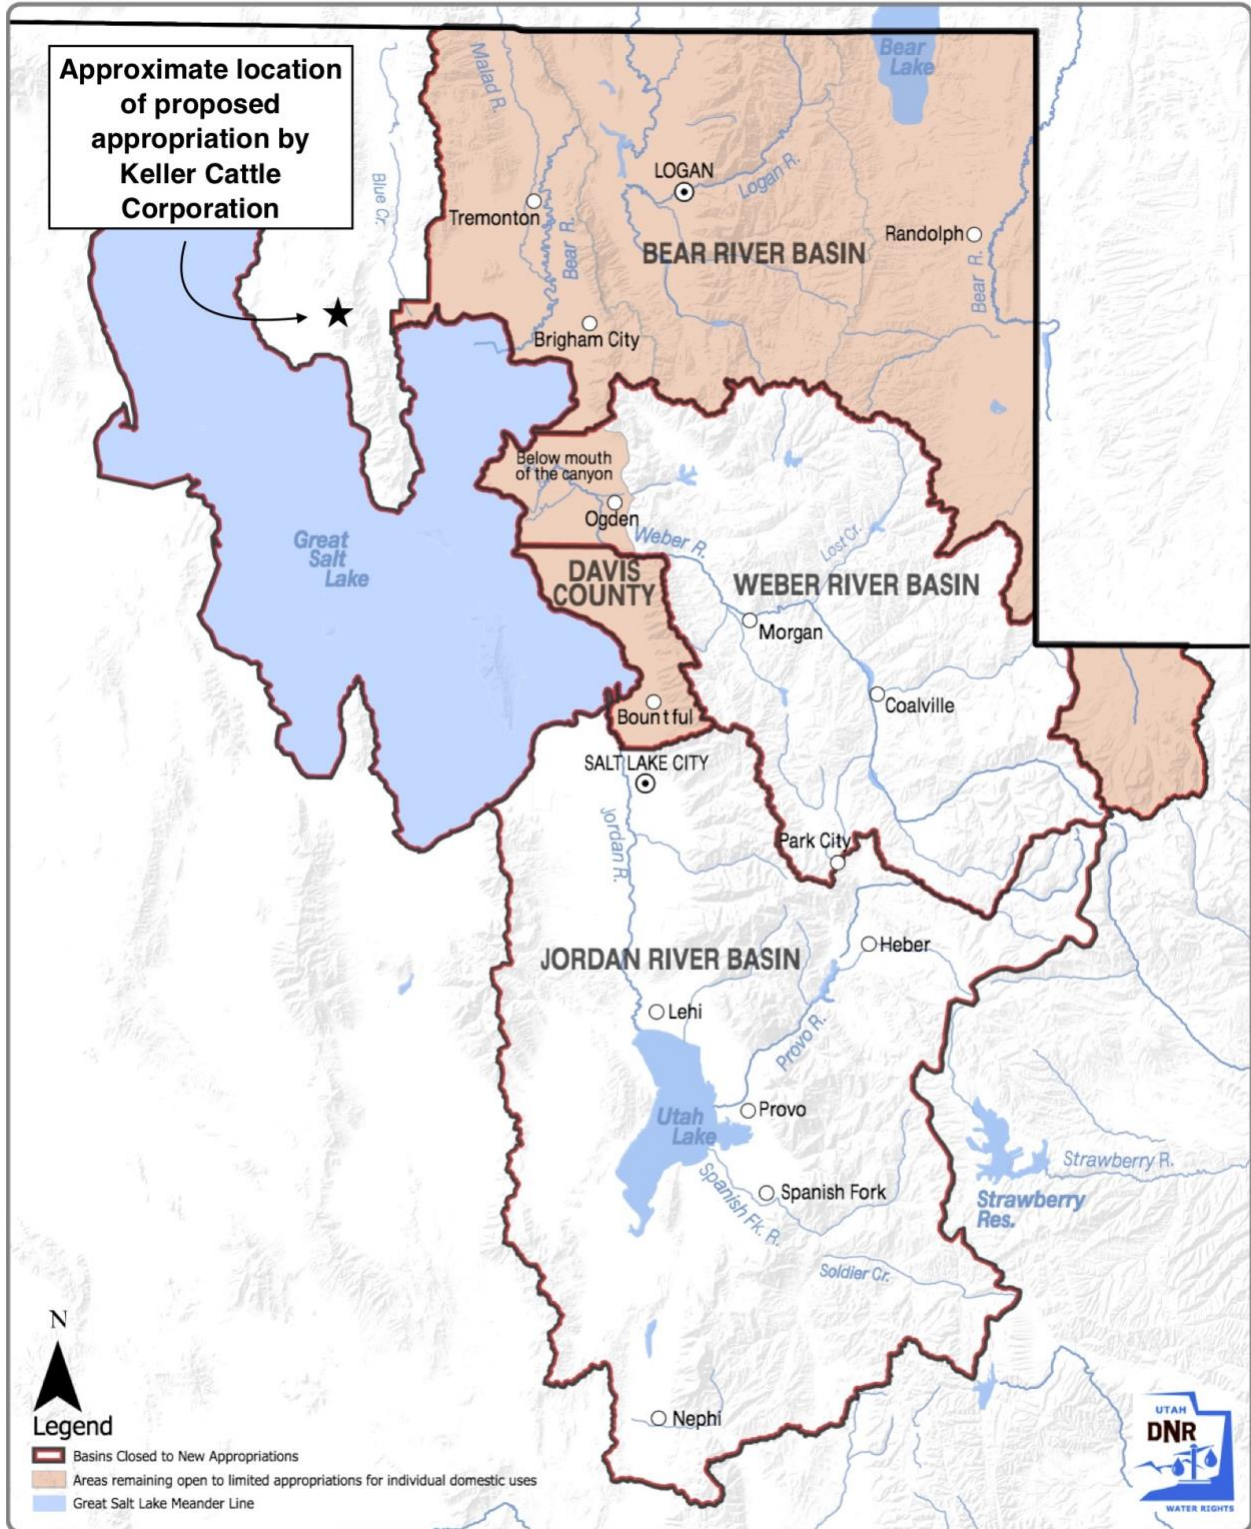 Approximate location
of proposed
appropriation by
Keller Cattle
Corporation
Malad R.
Bear
Lake
Blue Cr.
LOGAN
Logan R.
Tremonton
Bear R.
BEAR RIVER BASIN
Randolph
Bear R.
Brigham City
Below mouth
of the canyon
Ogden
Weber R.
Lost Cr.
Great
Salt
Lake
DAVIS
COUNTY
WEBER RIVER BASIN
Morgan
Coalville
Bountful
SALT LAKE CITY
Jordan R.
Park City
JORDAN RIVER BASIN
Heber
Lehi
Provo R.
Utah
Lake
Provo
Strawberry R.
Spanish Fork
Strawberry
Res.
Spanish Fk. R.
Soldier Cr.
Nephi
N
Legend
Basins Closed to New Appropriations
Areas remaining open to limited appropriations for individual domestic uses
Great Salt Lake Meander Line
UTAH
DNR
WATER RIGHTS